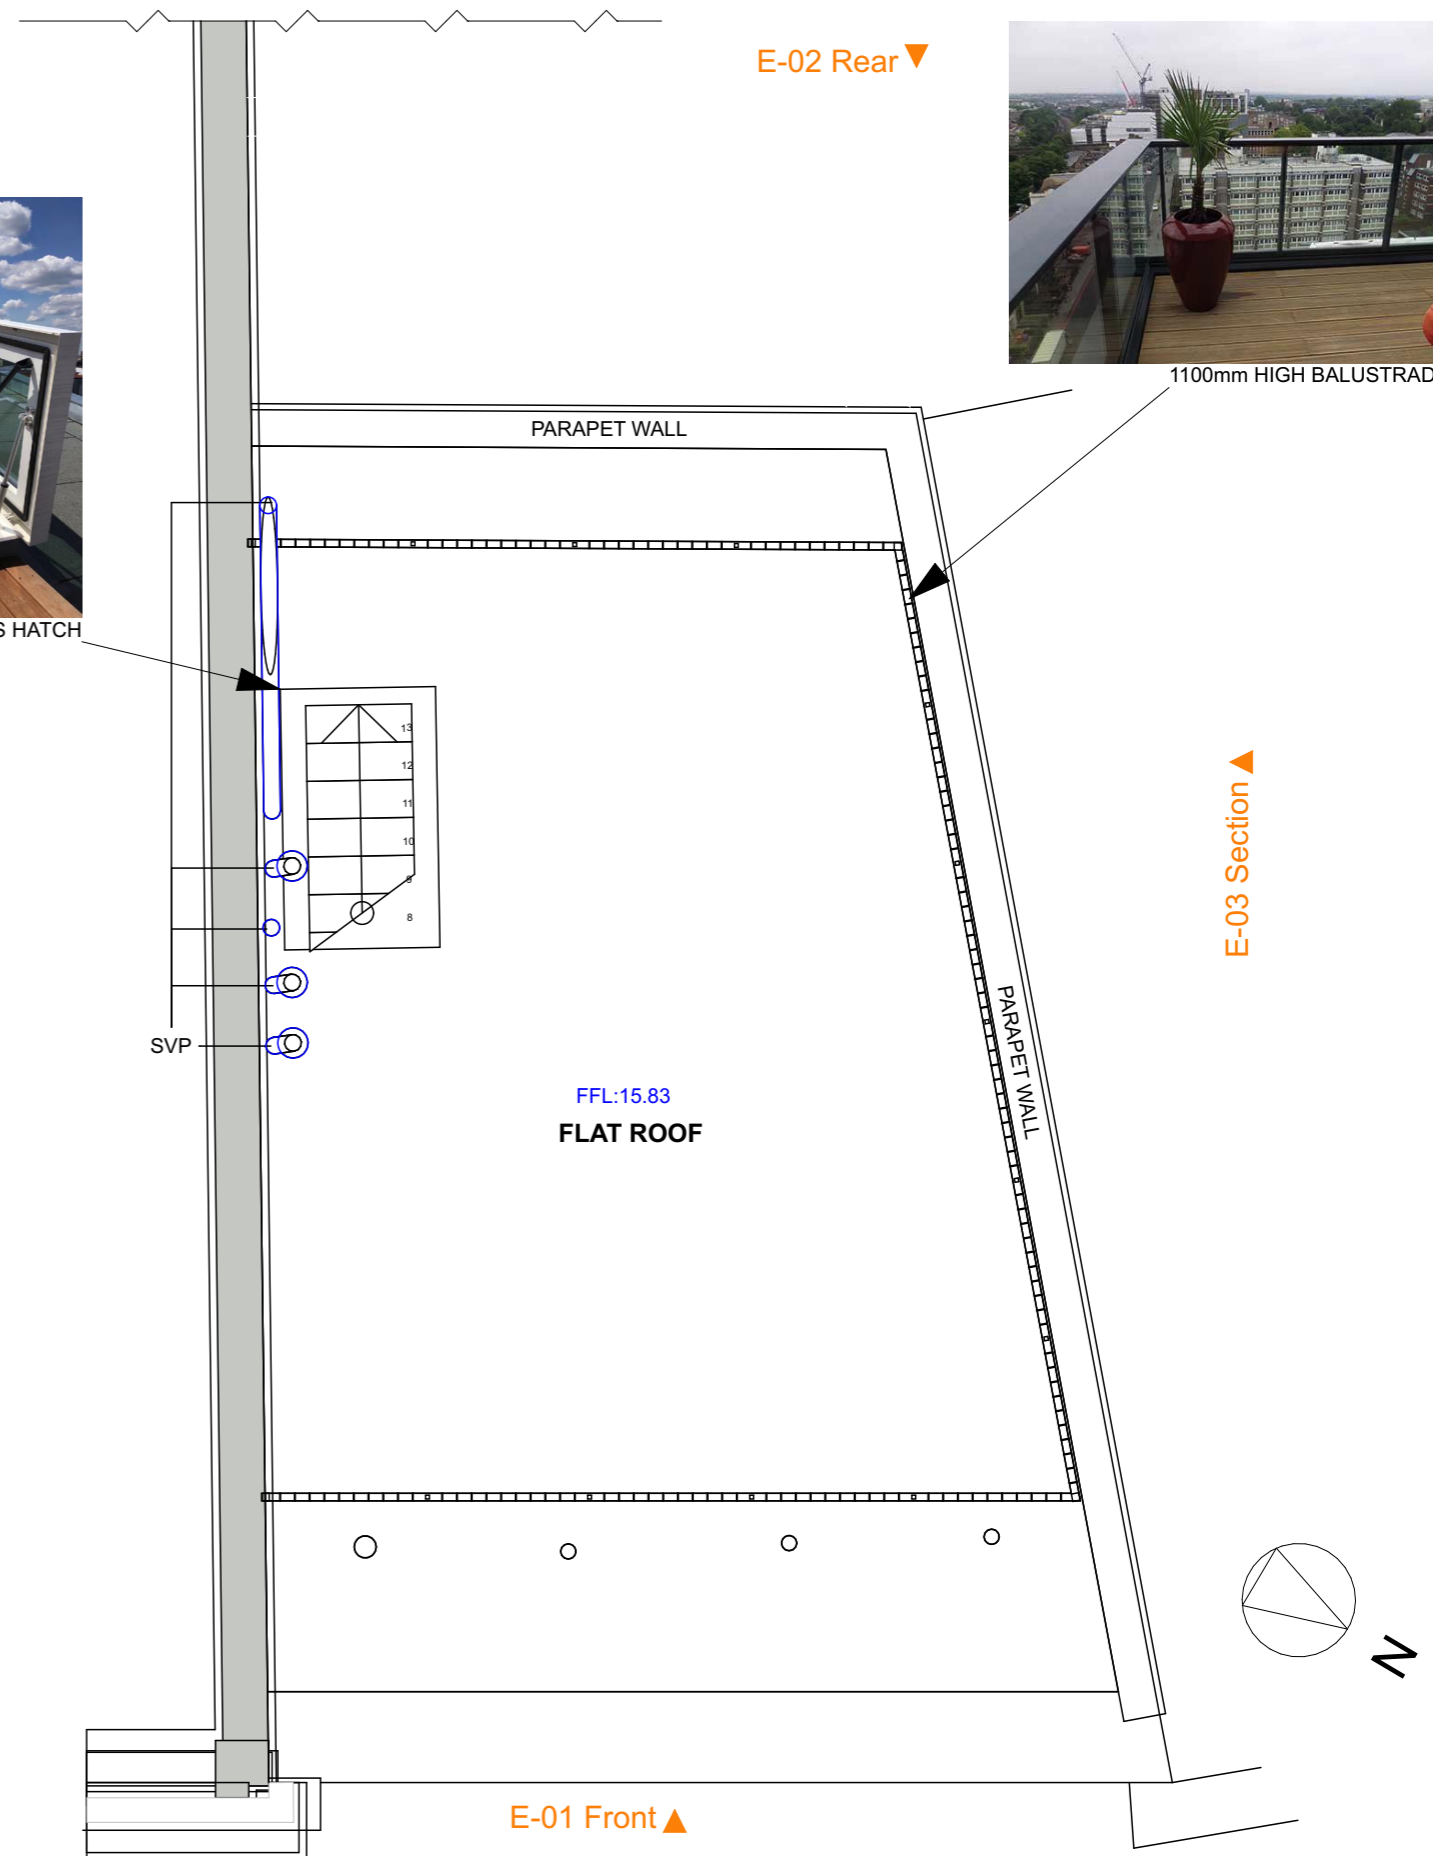 E-02 Rear
1100mm HIGH BALUSTRAD
PARAPET WALL
S HATCH
13
12
11
10
9
8
E-03 Section
PARAPET WALL
SVP
FFL:15.83
FLAT ROOF
N
E-01 Front